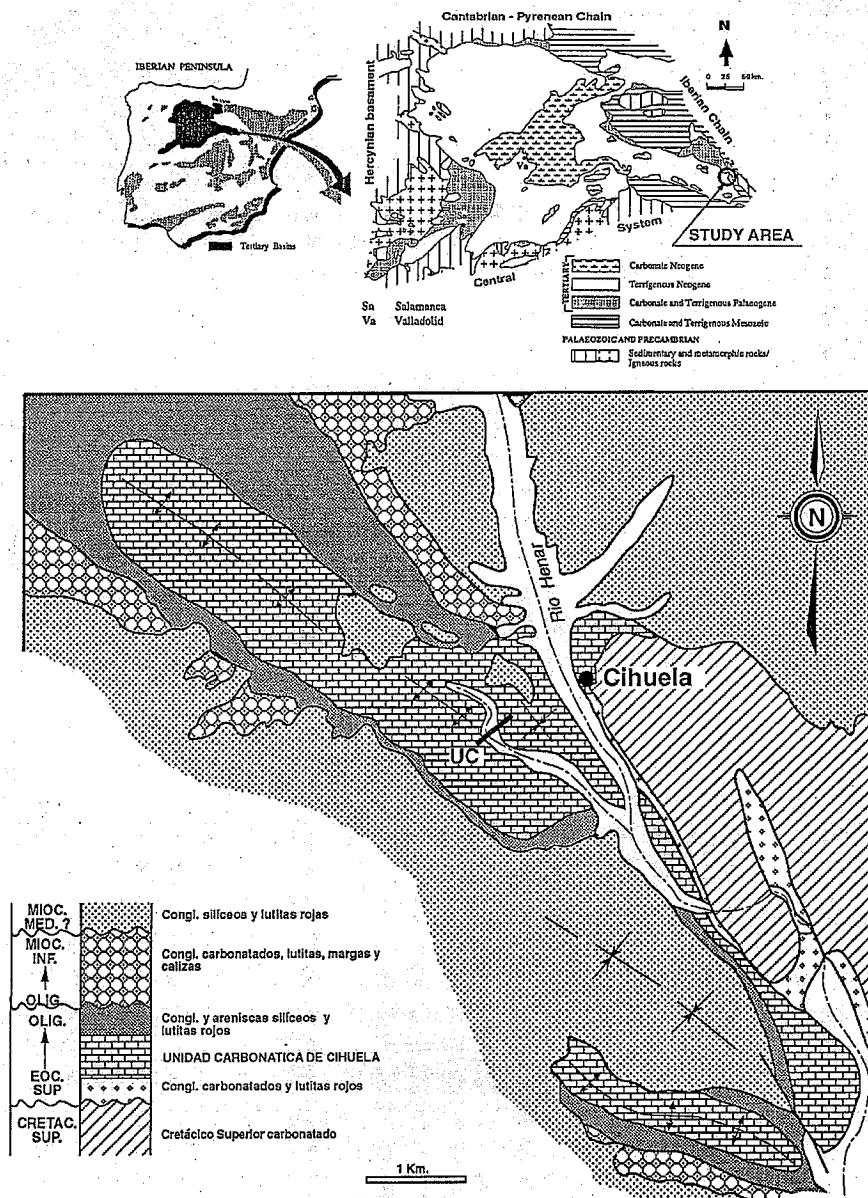 Cantabrian - Pyrenean Chain
IBERIAN PENINSULA
N
0 25 50 km.
Hercynian basament
Iberian Chain
Va
System
STUDY AREA
Central
Tertiary Basins
Sa Salamanca
Va Valladolid
TERTIARY
Carbonate Neogene
Terrigenous Neogene
Carbonate and Terrigenous Palaeogene
Carbonate and Terrigenous Mesozoic
PALAEOZOIC AND PRECAMBRIAN
Sedimentary and metamorphic rocks/
Igneous rocks
N
Río Henar
Cihuela
UC
MIOC.
MED. ?
Congl. silíceos y lutitas rojas
MIOC.
INF.
Congl. carbonatados, lutitas, margas y
calizas
OLIG.
OLIG.
Congl. y areniscas silíceos y
lutitas rojos
UNIDAD CARBONATICA DE CIHUELA
EOC.
SUP
Congl. carbonatados y lutitas rojos
CRETAC.
SUP.
Cretácico Superior carbonatado
1 Km.